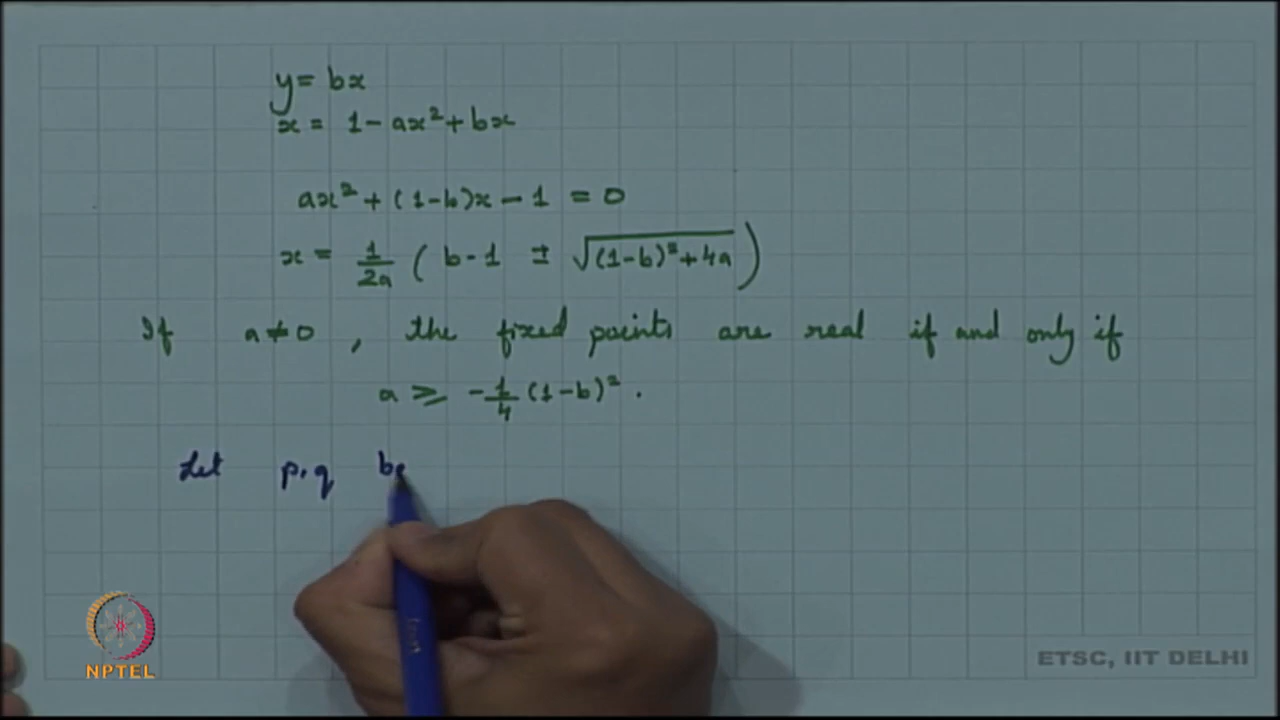 y = bx
x = 1 - ax² + bx
ax² + (1-b)x - 1 = 0
x = 1/2a ( b-1 ± √(1-b)² + 4a )
If a ≠ 0 , the fixed points are real if and only if
a ≥ -1/4 (1-b)² .
Let p, q be
NPTEL
ETSC, IIT DELHI